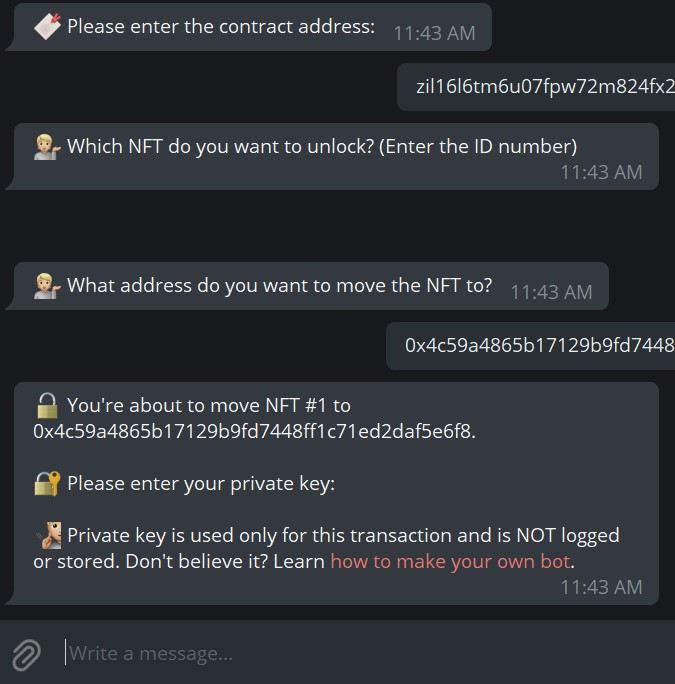 Please enter the contract address: 11:43 AM
zil16l6tm6u07fpw72m824fx2
Which NFT do you want to unlock? (Enter the ID number)
11:43 AM
What address do you want to move the NFT to? 11:43 AM
0x4c59a4865b17129b9fd7448
You're about to move NFT #1 to
0x4c59a4865b17129b9fd7448ff1c71ed2daf5e6f8.
Please enter your private key:
Private key is used only for this transaction and is NOT logged
or stored. Don't believe it? Learn how to make your own bot.
11:43 AM
Write a message...